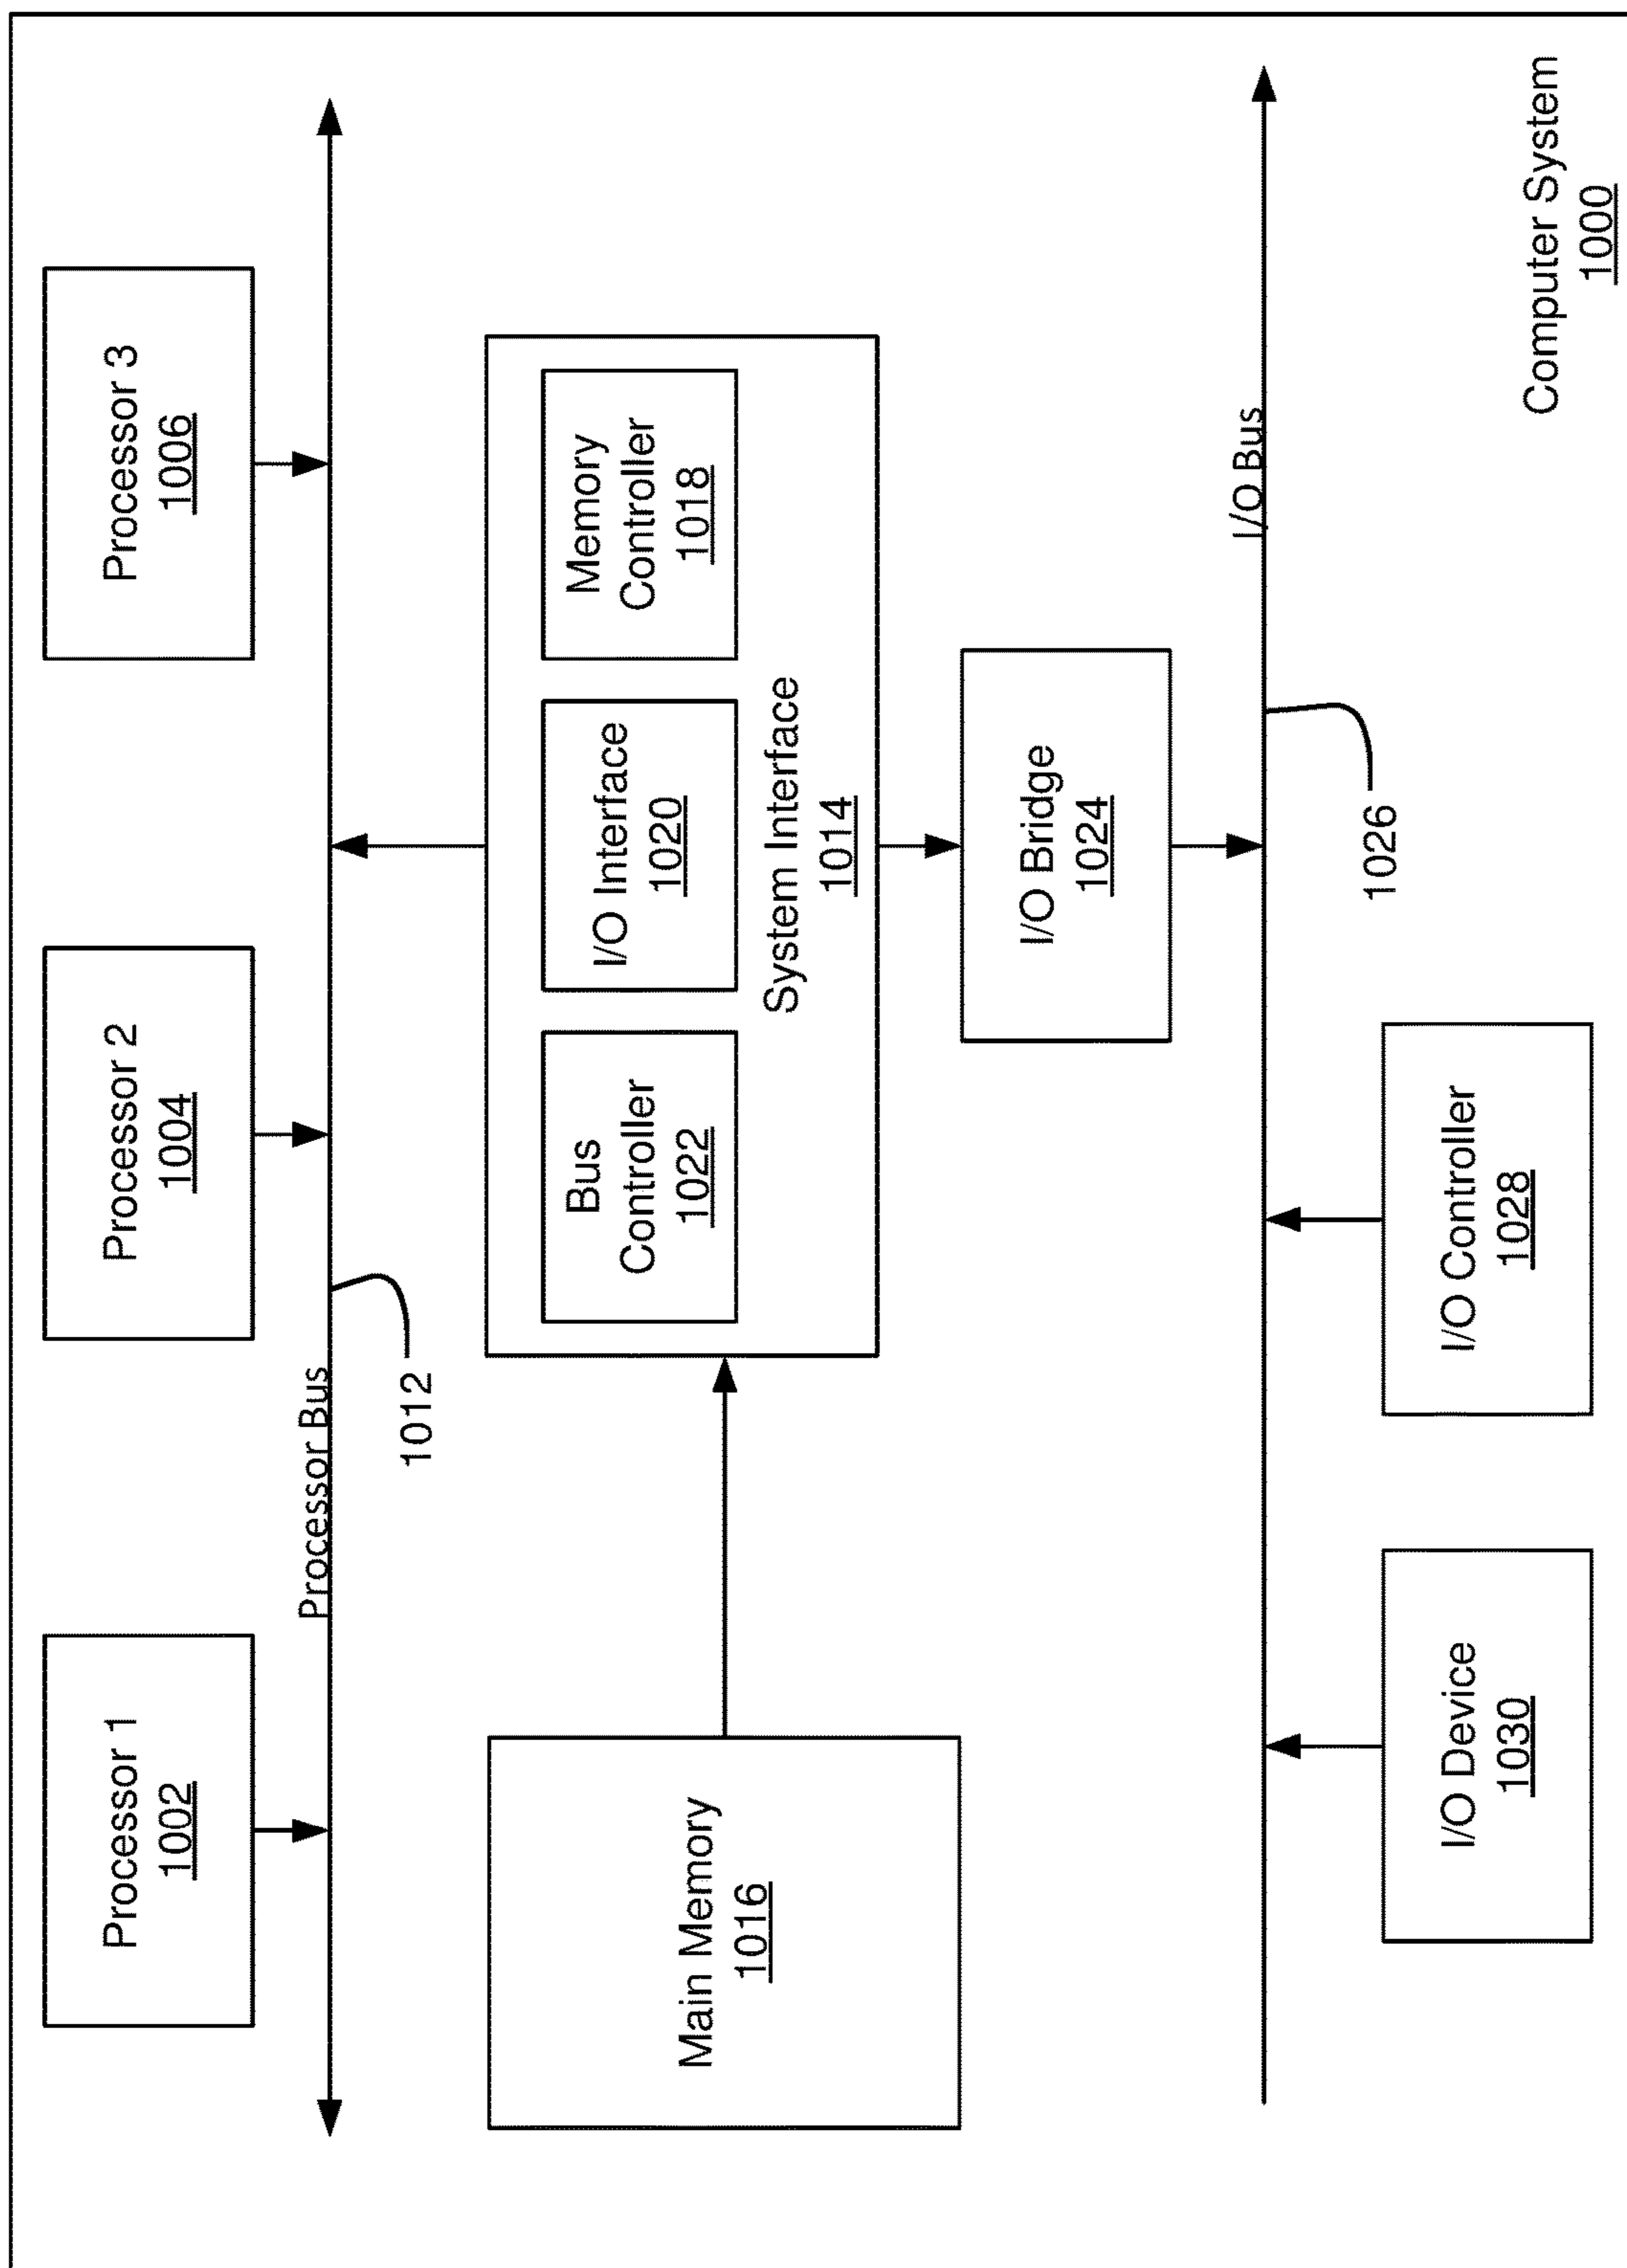 Processor 1
1002
Processor 2
1004
Processor 3
1006
Processor Bus
1012
Main Memory
1016
Bus
Controller
1022
I/O Interface
1020
Memory
Controller
1018
System Interface
1014
I/O Bridge
1024
I/O Bus
1026
I/O Device
1030
I/O Controller
1028
Computer System
1000